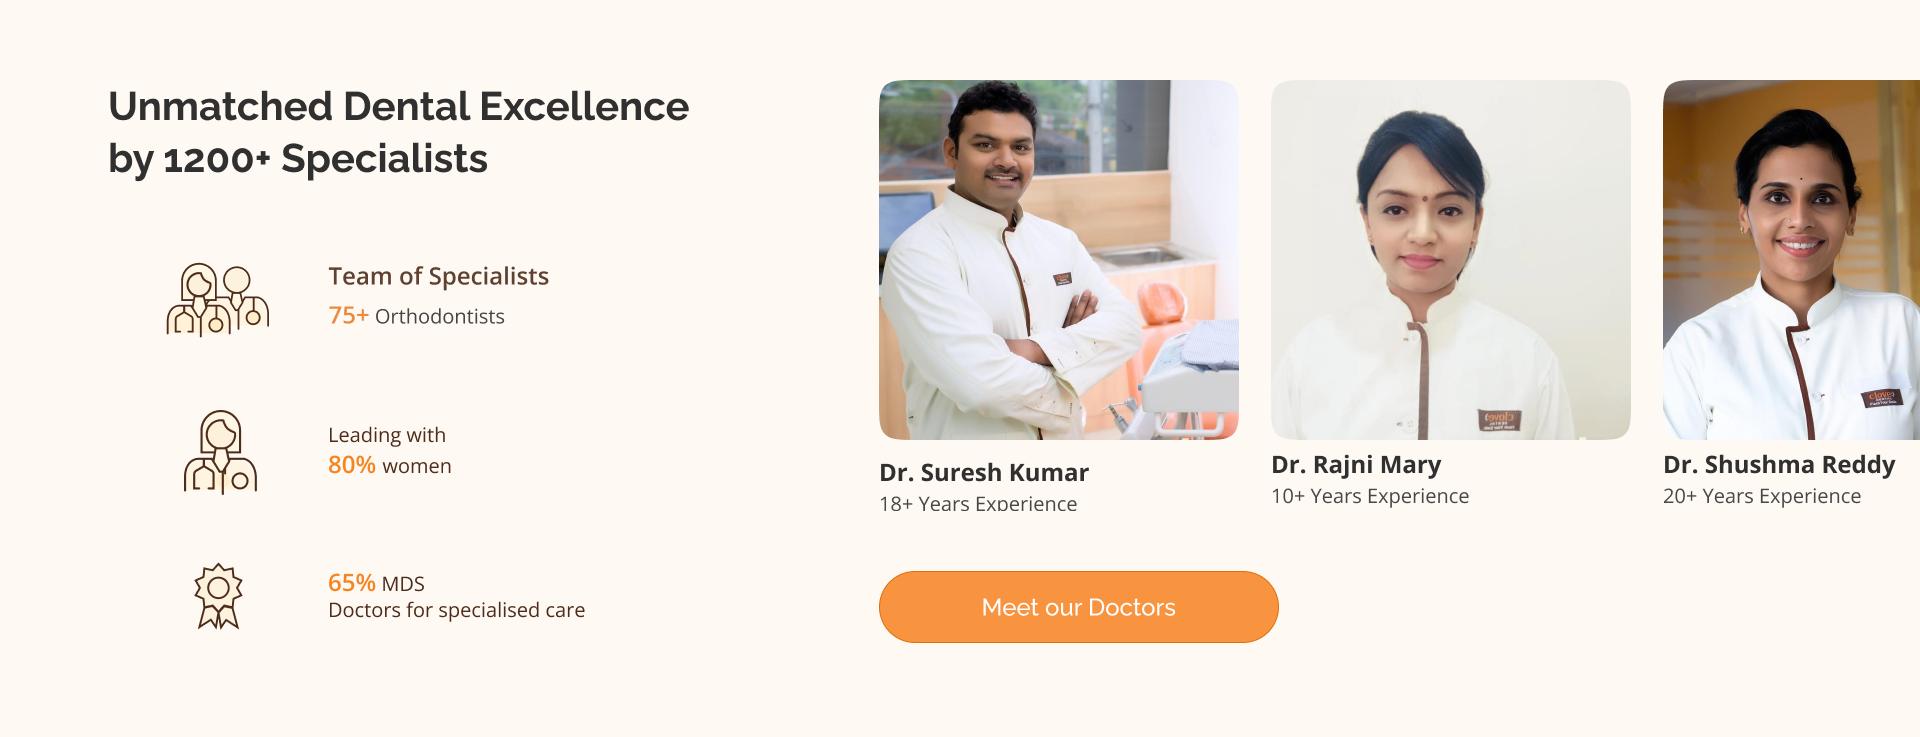 Unmatched Dental Excellence
by 1200+ Specialists
Team of Specialists
75+ Orthodontists
Leading with
80% women
65% MDS
Doctors for specialised care
Dr. Suresh Kumar
18+ Years Experience
Dr. Rajni Mary
10+ Years Experience
Dr. Shushma Reddy
20+ Years Experience
Meet our Doctors
clove
DENTAL